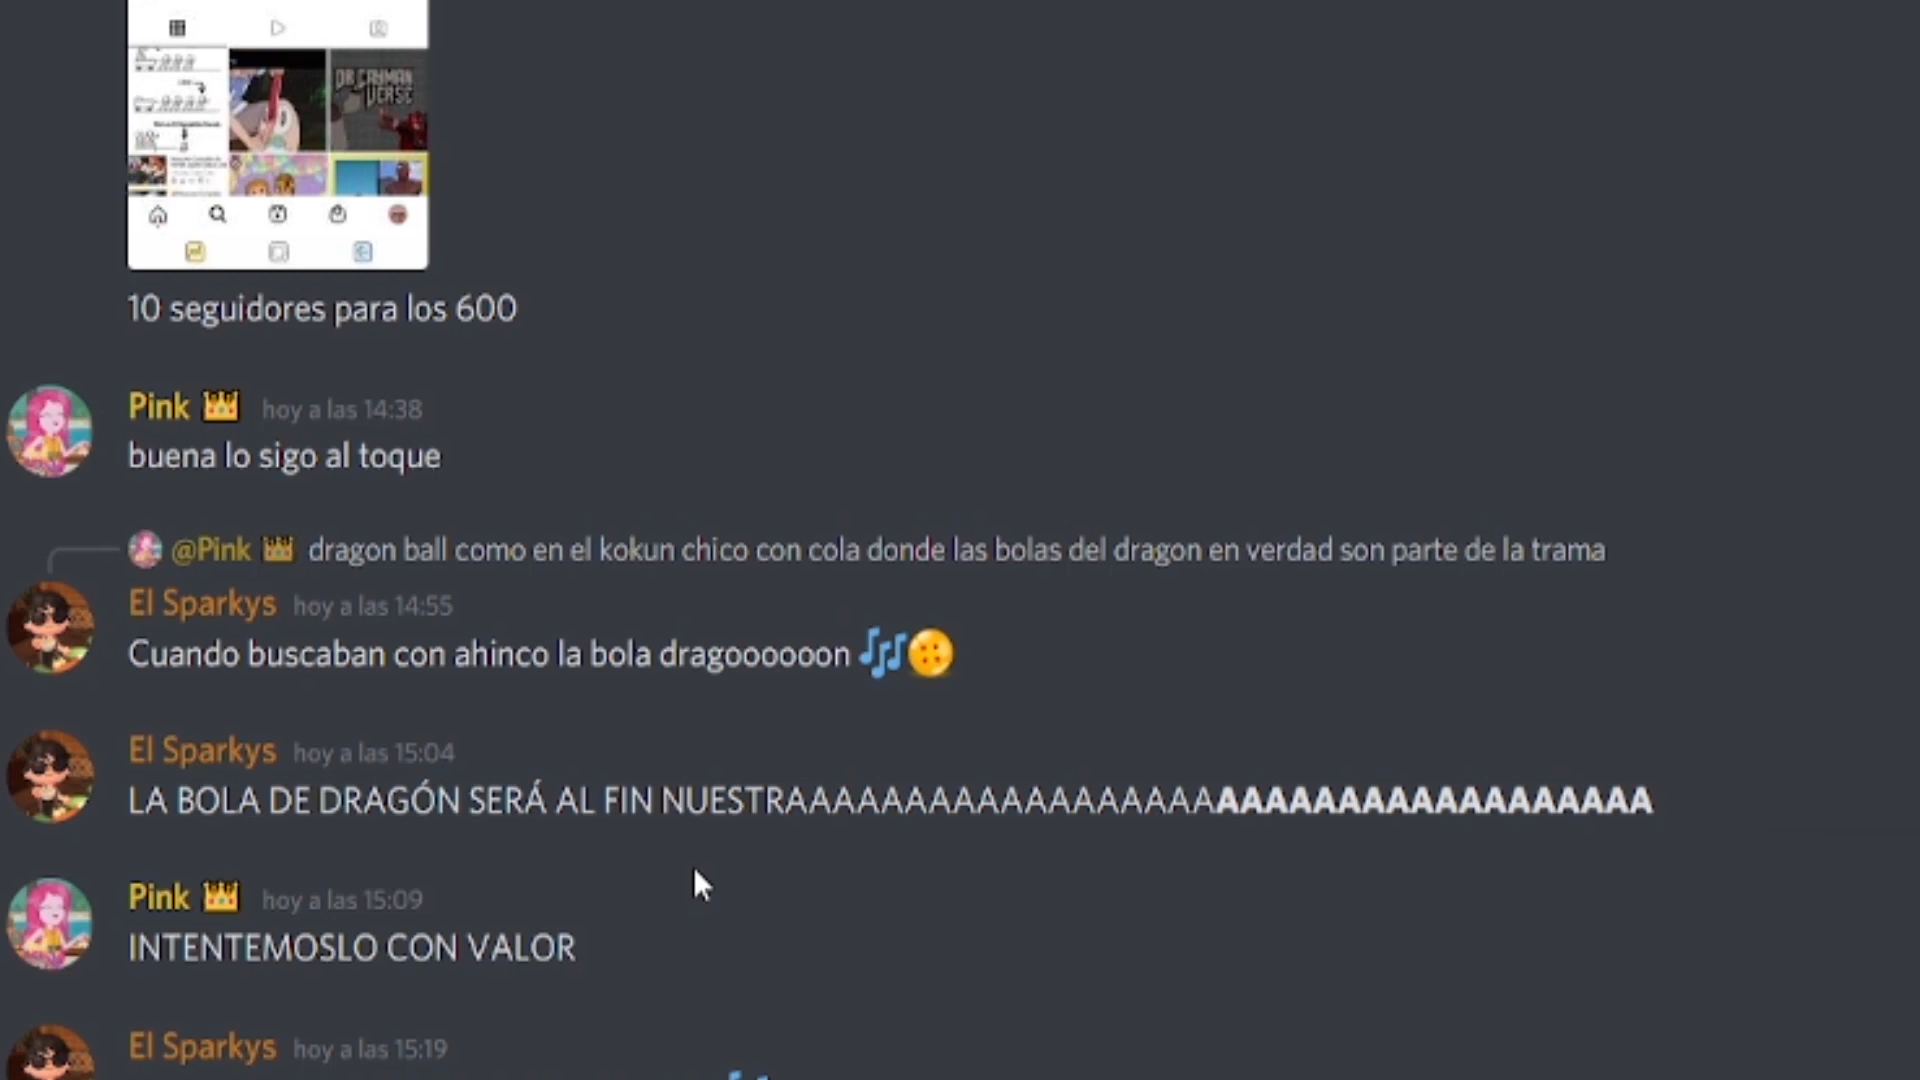 DR CAYMAN
VERSE
10 seguidores para los 600
Pink 👑 hoy a las 14:38
buena lo sigo al toque
@Pink 👑 dragon ball como en el kokun chico con cola donde las bolas del dragon en verdad son parte de la trama
El Sparkys hoy a las 14:55
Cuando buscaban con ahinco la bola dragoooooon 🎶
El Sparkys hoy a las 15:04
LA BOLA DE DRAGÓN SERÁ AL FIN NUESTRAAAAAAAAAAAAAAAAAAAAAAAAAAAAAAAAAAAA
Pink 👑 hoy a las 15:09
INTENTEMOSLO CON VALOR
El Sparkys hoy a las 15:19